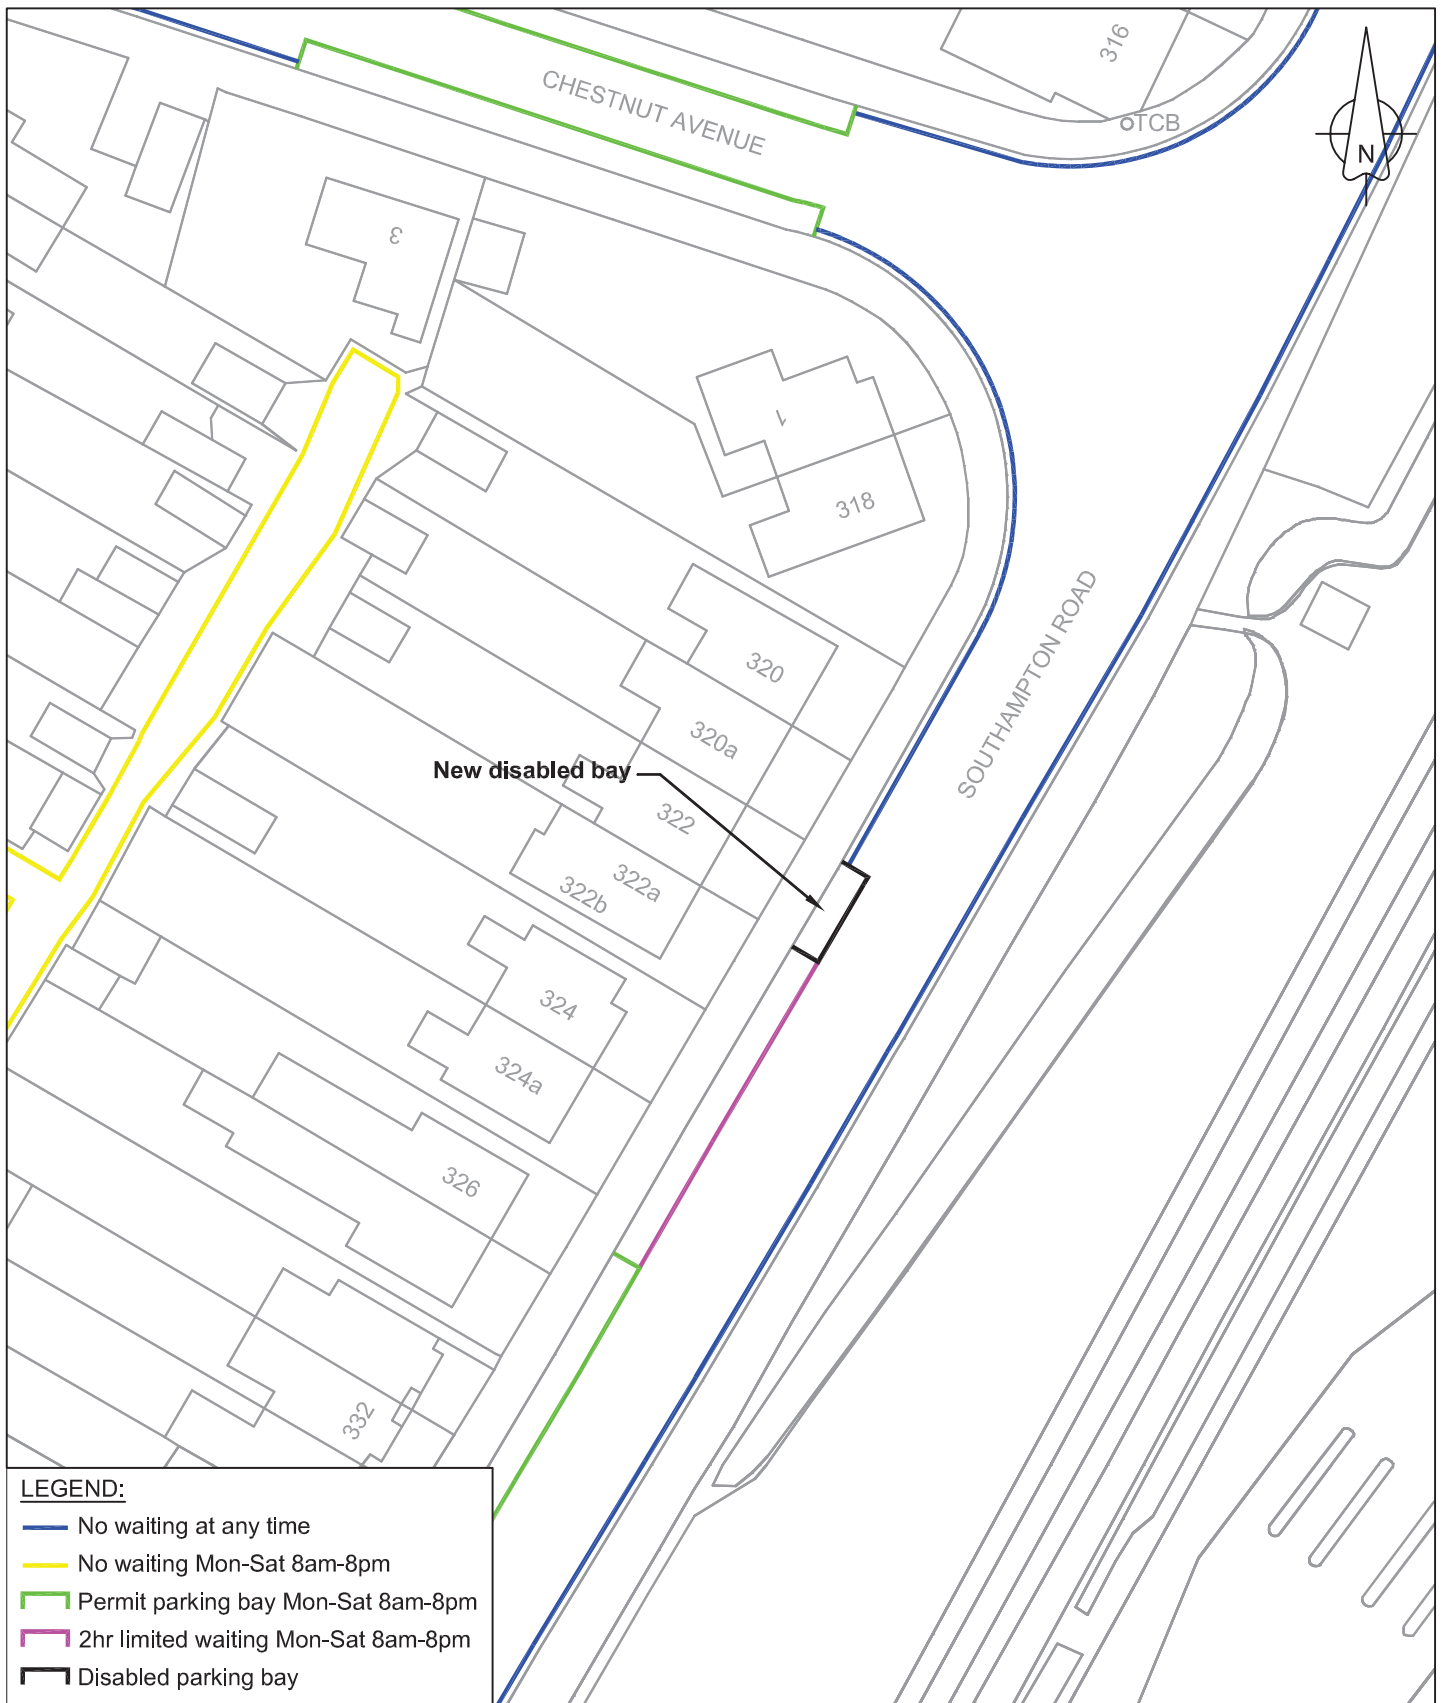 316
CHESTNUT AVENUE
TCB
N
3
1
318
SOUTHAMPTON ROAD
320
320a
New disabled bay
322
322a
322b
324
324a
326
332
LEGEND:
No waiting at any time
No waiting Mon-Sat 8am-8pm
Permit parking bay Mon-Sat 8am-8pm
2hr limited waiting Mon-Sat 8am-8pm
Disabled parking bay